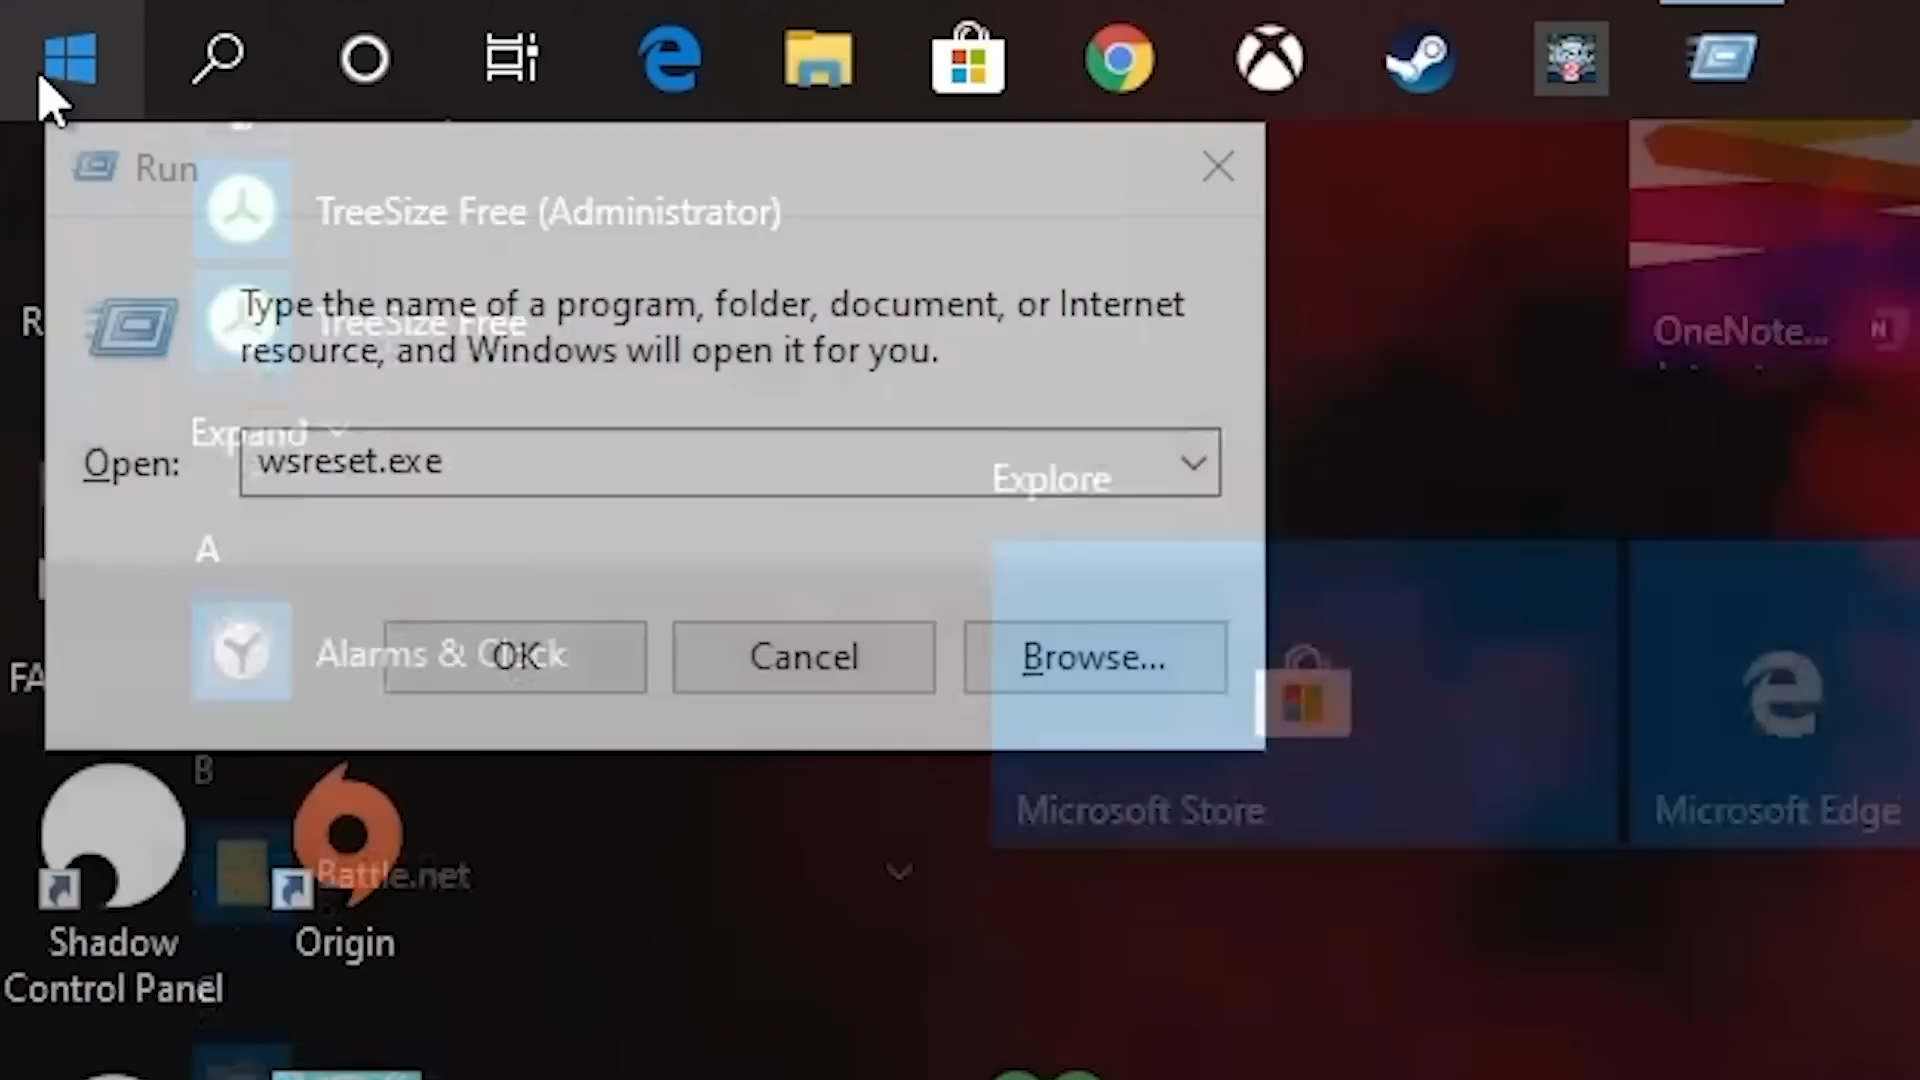 Run
TreeSize Free (Administrator)
Type the name of a program, folder, document, or Internet
resource, and Windows will open it for you.
TreeSize Free
Expand
Open:
wsreset.exe
Explore
A
Alarms & Clock
OK
Cancel
Browse...
OneNote...
N
R
FA
B
Microsoft Store
Microsoft Edge
Battle.net
Shadow
Control Panel
Origin